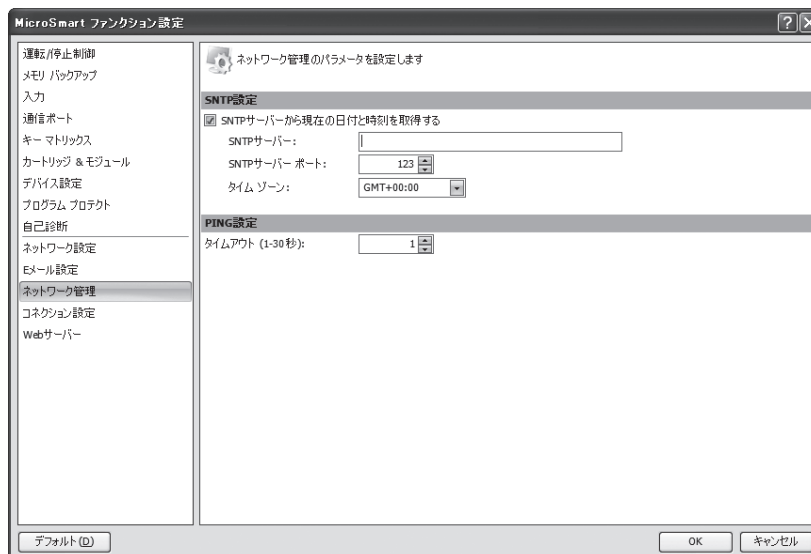 MicroSmart ファンクション設定
運転/停止制御
メモリ バックアップ
入力
通信ポート
キー マトリックス
カートリッジ & モジュール
デバイス設定
プログラム プロテクト
自己診断
ネットワーク設定
Eメール設定
ネットワーク管理
コネクション設定
Webサーバー
ネットワーク管理のパラメータを設定します
SNTP設定
SNTPサーバーから現在の日付と時刻を取得する
SNTPサーバー:
SNTPサーバー ポート: 123
タイム ゾーン: GMT+00:00
PING設定
タイムアウト (1-30秒): 1
デフォルト(D)
OK
キャンセル